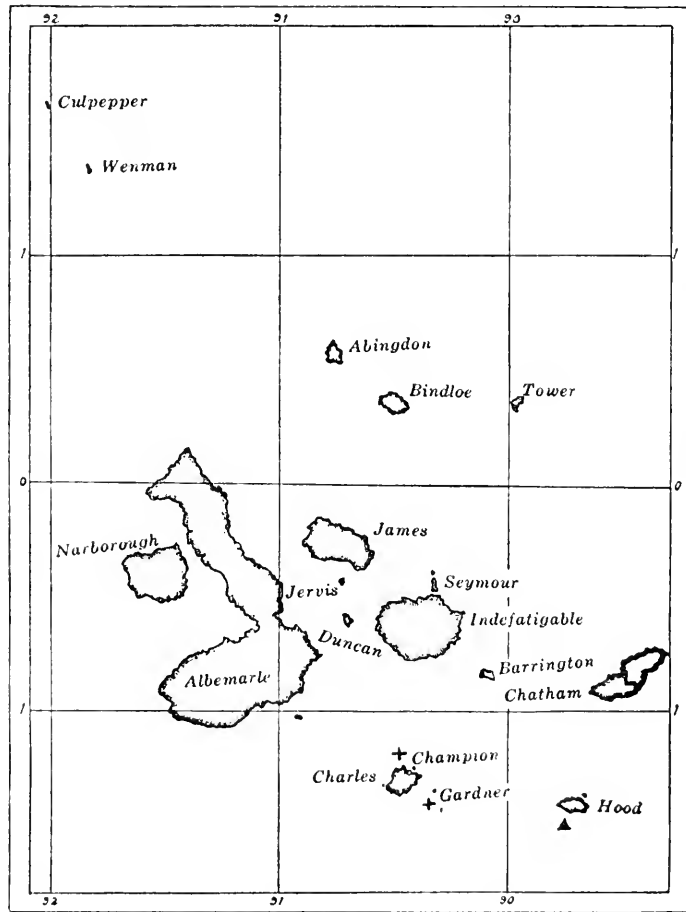 92 91 90
Culpepper
Wenman
1 1
Abingdon
Bindloe Tower
0 0
James
Narborough
Seymour
Jervis
Indefatigable
Duncan
Barrington
Albemarle
Chatham
1 1
Champion
Charles
Gardner
Hood
92 91 90